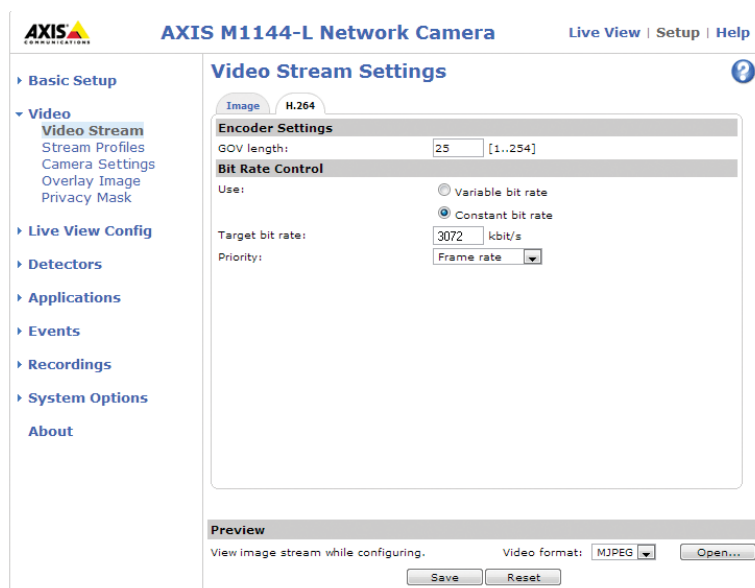 AXIS
COMMUNICATIONS
AXIS M1144-L Network Camera
Live View | Setup | Help
Basic Setup
Video
Video Stream
Stream Profiles
Camera Settings
Overlay Image
Privacy Mask
Live View Config
Detectors
Applications
Events
Recordings
System Options
About
Video Stream Settings
?
Image H.264
Encoder Settings
GOV length: 25 [1..254]
Bit Rate Control
Use: Variable bit rate
Constant bit rate
Target bit rate: 3072 kbit/s
Priority: Frame rate
Preview
View image stream while configuring. Video format: MJPEG Open...
Save Reset